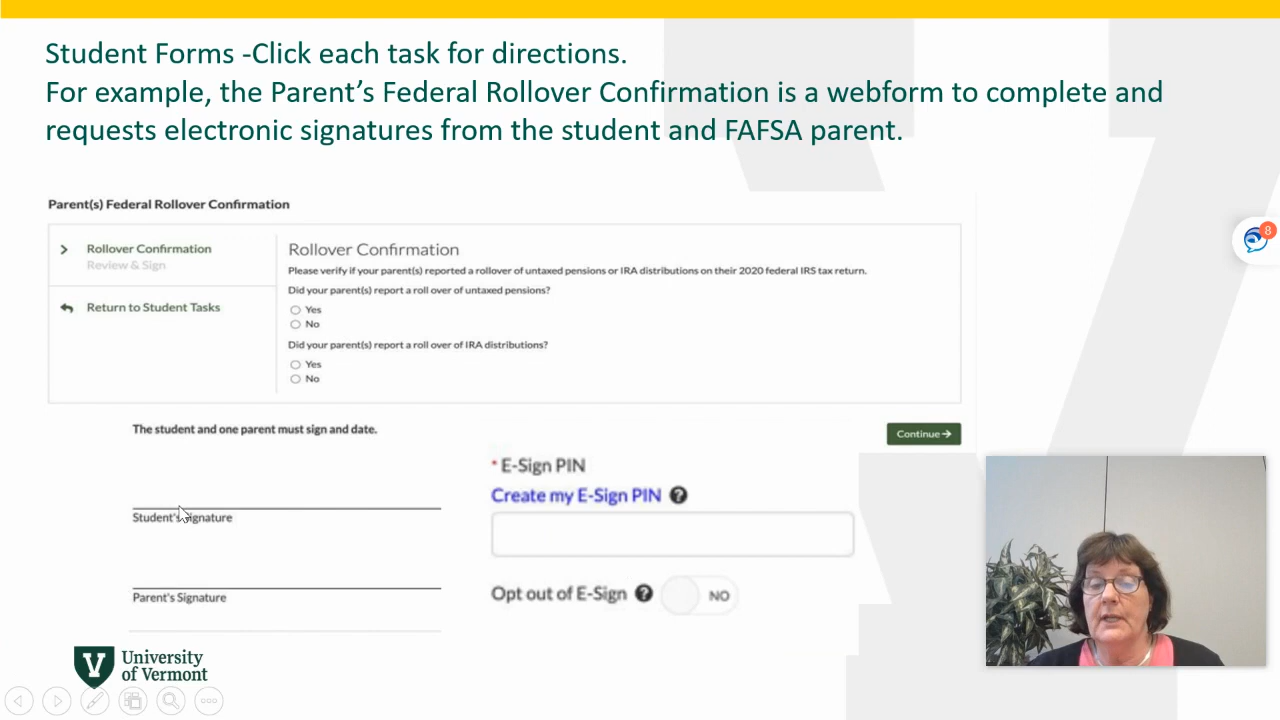 Student Forms -Click each task for directions.
For example, the Parent’s Federal Rollover Confirmation is a webform to complete and
requests electronic signatures from the student and FAFSA parent.
Parent(s) Federal Rollover Confirmation
Rollover Confirmation
Review & Sign
Return to Student Tasks
Rollover Confirmation
Please verify if your parent(s) reported a rollover of untaxed pensions or IRA distributions on their 2020 federal IRS tax return.
Did your parent(s) report a roll over of untaxed pensions?
Yes
No
Did your parent(s) report a roll over of IRA distributions?
Yes
No
Continue
The student and one parent must sign and date.
Student's Signature
Parent's Signature
* E-Sign PIN
Create my E-Sign PIN ?
Opt out of E-Sign ? NO
8
V University
of Vermont